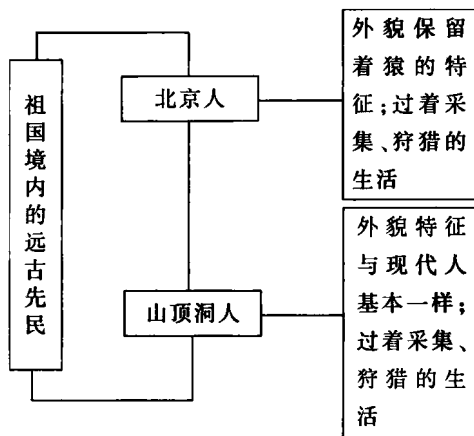 祖国境内的远古先民
北京人
外貌保留
着猿的特
征;过着采
集、狩猎的
生活
山顶洞人
外貌特征
与现代人
基本一样;
过着采集、
狩猎的生
活